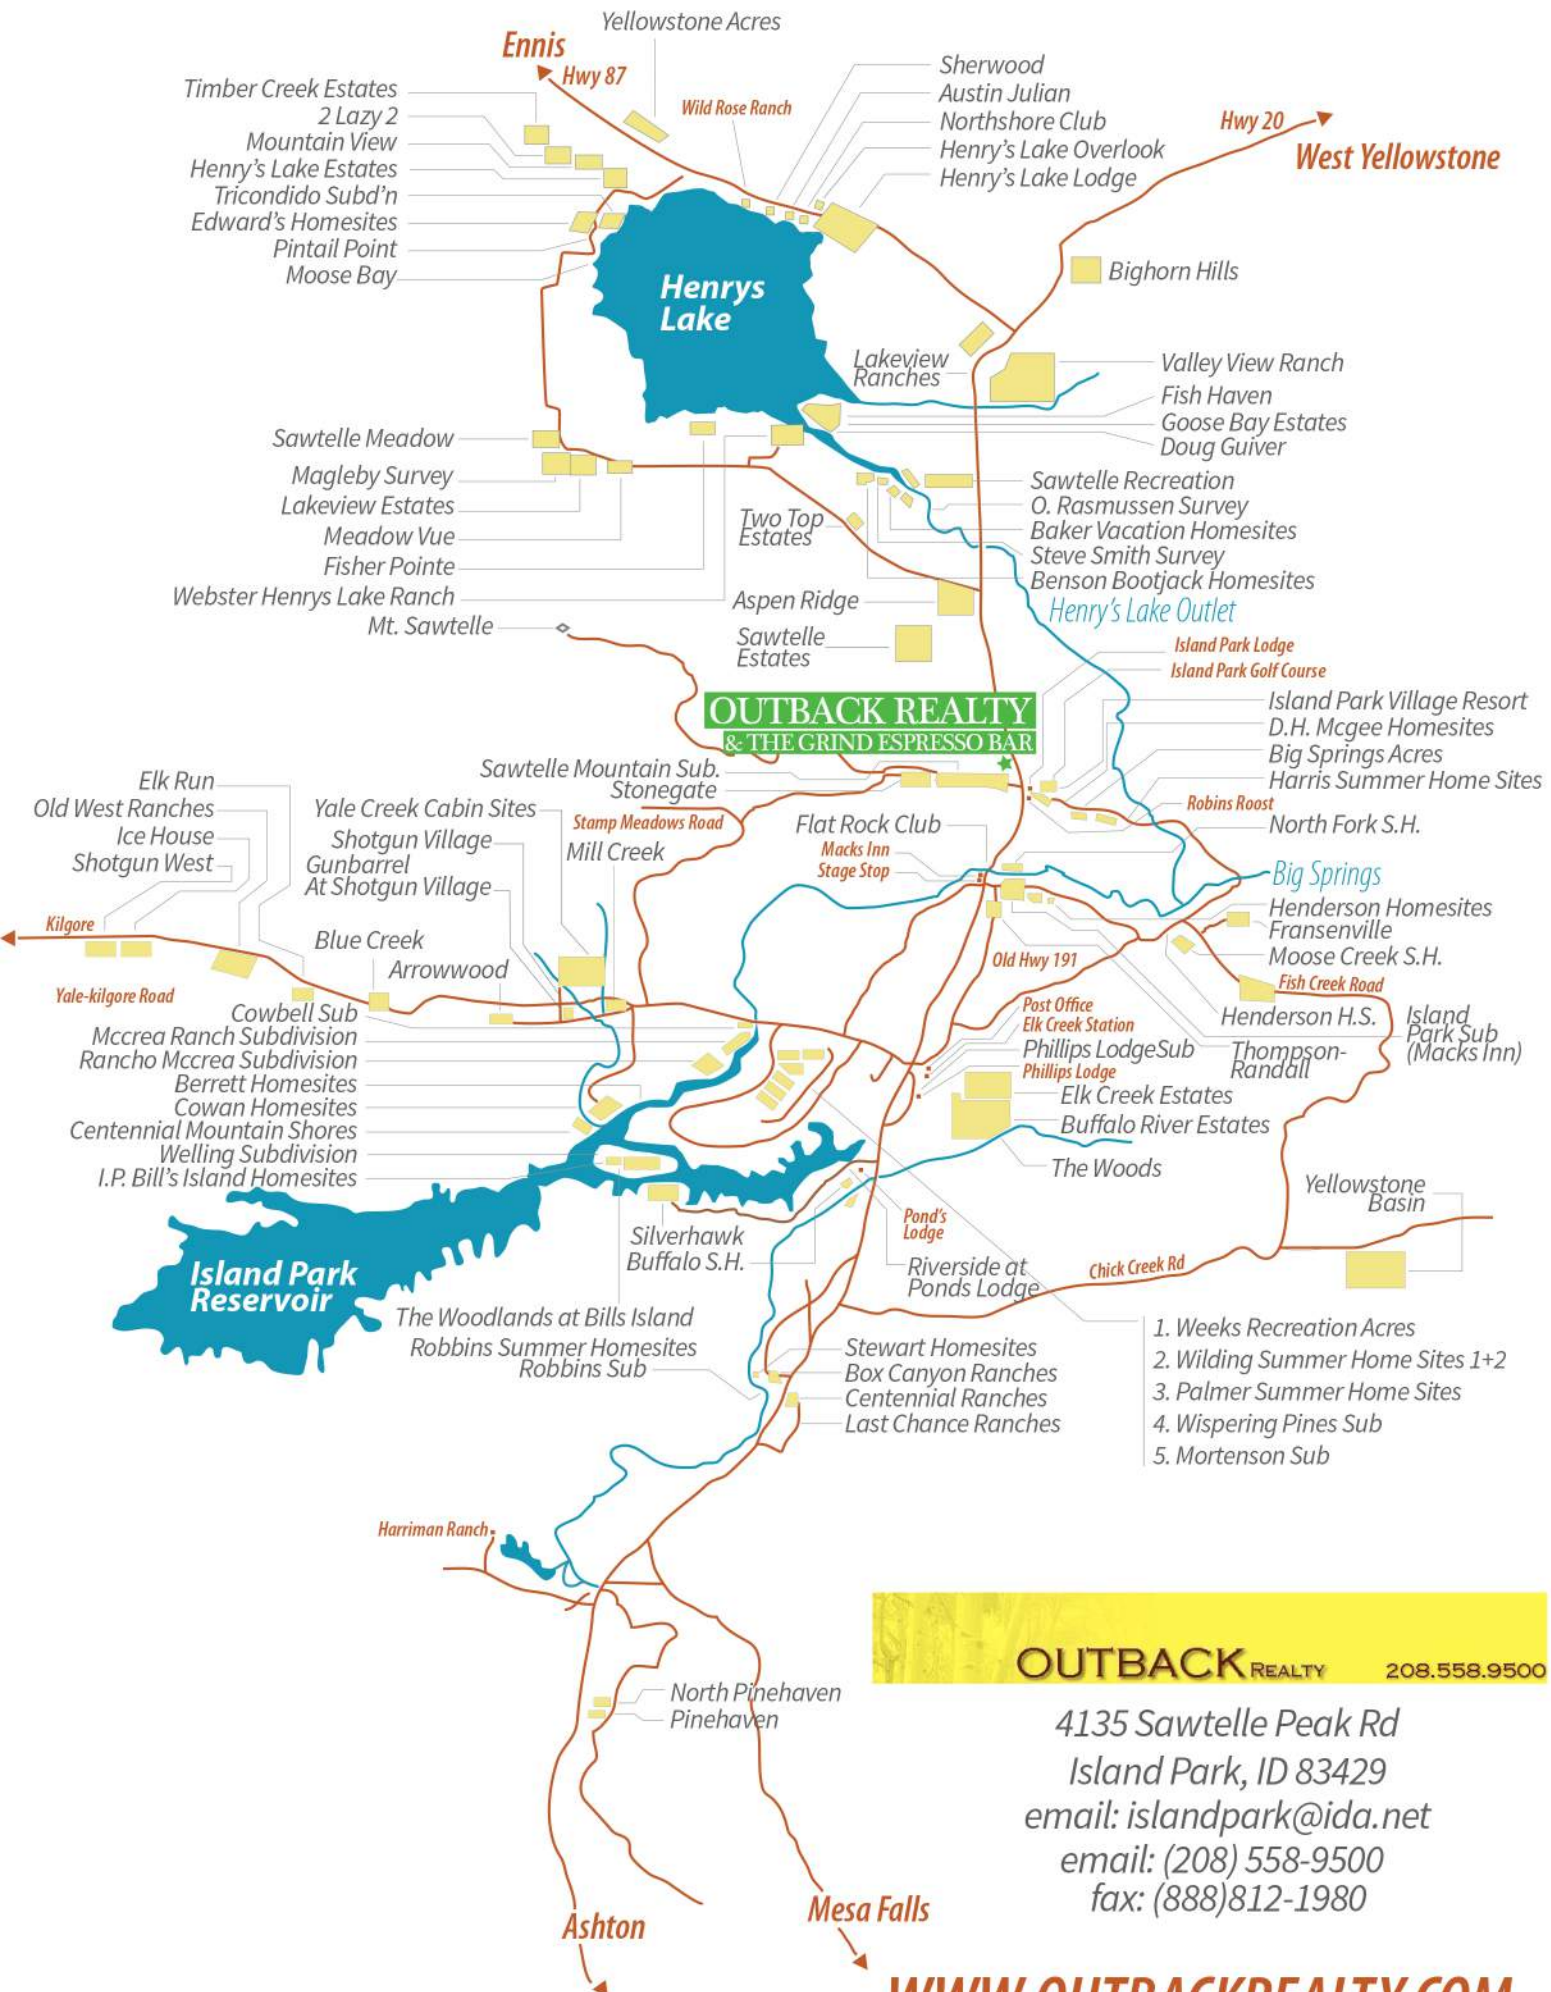 Yellowstone Acres
Ennis
Hwy 87
Timber Creek Estates
2 Lazy 2
Mountain View
Henry's Lake Estates
Tricondido Subd'n
Edward's Homesites
Pintail Point
Moose Bay
Wild Rose Ranch
Sherwood
Austin Julian
Northshore Club
Henry's Lake Overlook
Henry's Lake Lodge
Hwy 20
West Yellowstone
Bighorn Hills
Henrys
Lake
Lakeview
Ranches
Valley View Ranch
Fish Haven
Goose Bay Estates
Doug Guiver
Sawtelle Meadow
Magleby Survey
Lakeview Estates
Meadow Vue
Fisher Pointe
Webster Henrys Lake Ranch
Mt. Sawtelle
Two Top
Estates
Aspen Ridge
Sawtelle
Estates
Sawtelle Recreation
O. Rasmussen Survey
Baker Vacation Homesites
Steve Smith Survey
Benson Bootjack Homesites
Henry's Lake Outlet
Island Park Lodge
Island Park Golf Course
OUTBACK REALTY
& THE GRIND ESPRESSO BAR
Island Park Village Resort
D.H. Mcgee Homesites
Big Springs Acres
Harris Summer Home Sites
Robins Roost
North Fork S.H.
Sawtelle Mountain Sub.
Stonegate
Elk Run
Old West Ranches
Ice House
Shotgun West
Yale Creek Cabin Sites
Shotgun Village
Gunbarrel
At Shotgun Village
Stamp Meadows Road
Mill Creek
Flat Rock Club
Macks Inn
Stage Stop
Big Springs
Henderson Homesites
Fransenville
Moose Creek S.H.
Kilgore
Blue Creek
Arrowwood
Old Hwy 191
Fish Creek Road
Yale-kilgore Road
Cowbell Sub
Mccrea Ranch Subdivision
Rancho Mccrea Subdivision
Berrett Homesites
Cowan Homesites
Centennial Mountain Shores
Welling Subdivision
I.P. Bill's Island Homesites
Post Office
Elk Creek Station
Phillips LodgeSub
Phillips Lodge
Elk Creek Estates
Buffalo River Estates
The Woods
Henderson H.S.
Thompson-
Randall
Island
Park Sub
(Macks Inn)
Yellowstone
Basin
Silverhawk
Buffalo S.H.
Pond's
Lodge
Riverside at
Ponds Lodge
Chick Creek Rd
Island Park
Reservoir
The Woodlands at Bills Island
Robbins Summer Homesites
Robbins Sub
Stewart Homesites
Box Canyon Ranches
Centennial Ranches
Last Chance Ranches
1. Weeks Recreation Acres
2. Wilding Summer Home Sites 1+2
3. Palmer Summer Home Sites
4. Wispering Pines Sub
5. Mortenson Sub
Harriman Ranch
North Pinehaven
Pinehaven
Ashton
Mesa Falls
OUTBACK REALTY 208.558.9500
4135 Sawtelle Peak Rd
Island Park, ID 83429
email: islandpark@ida.net
email: (208) 558-9500
fax: (888)812-1980
WWW.OUTBACKREALTY.COM